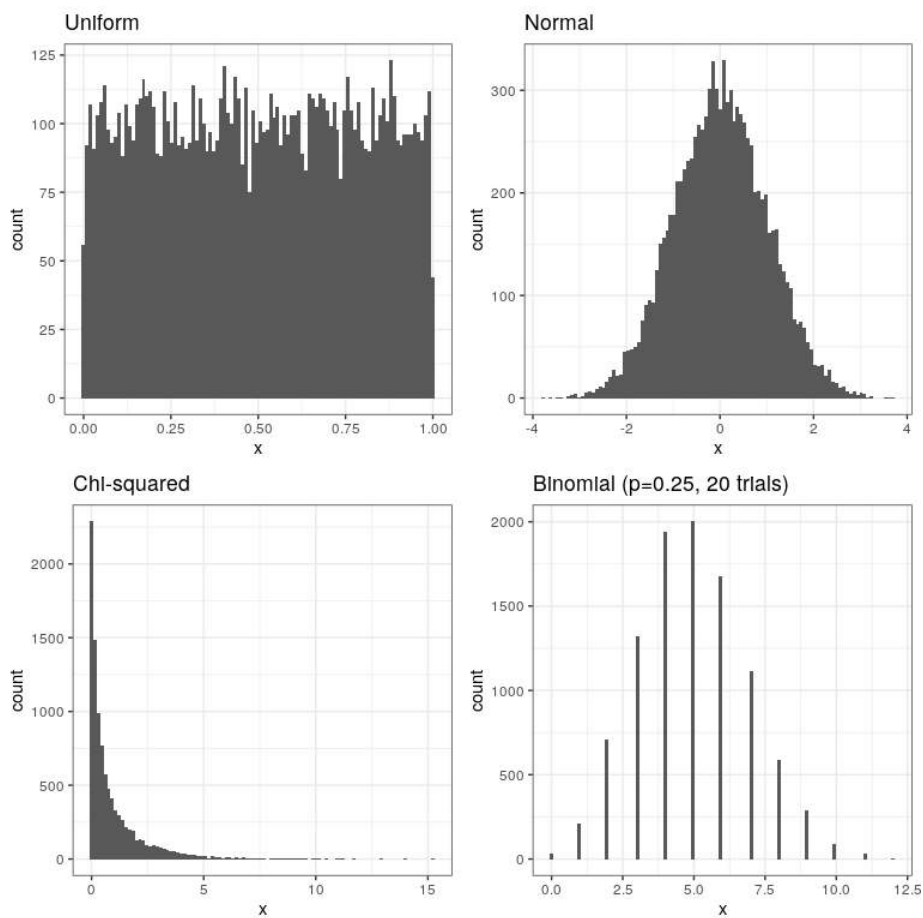 Uniform
125
100
75
50
25
0
count
0.00 0.25 0.50 0.75 1.00
x
Normal
300
200
100
0
count
-4 -2 0 2 4
x
Chi-squared
2000
1500
1000
500
0
count
0 5 10 15
x
Binomial (p=0.25, 20 trials)
2000
1500
1000
500
0
count
0.0 2.5 5.0 7.5 10.0 12.5
x